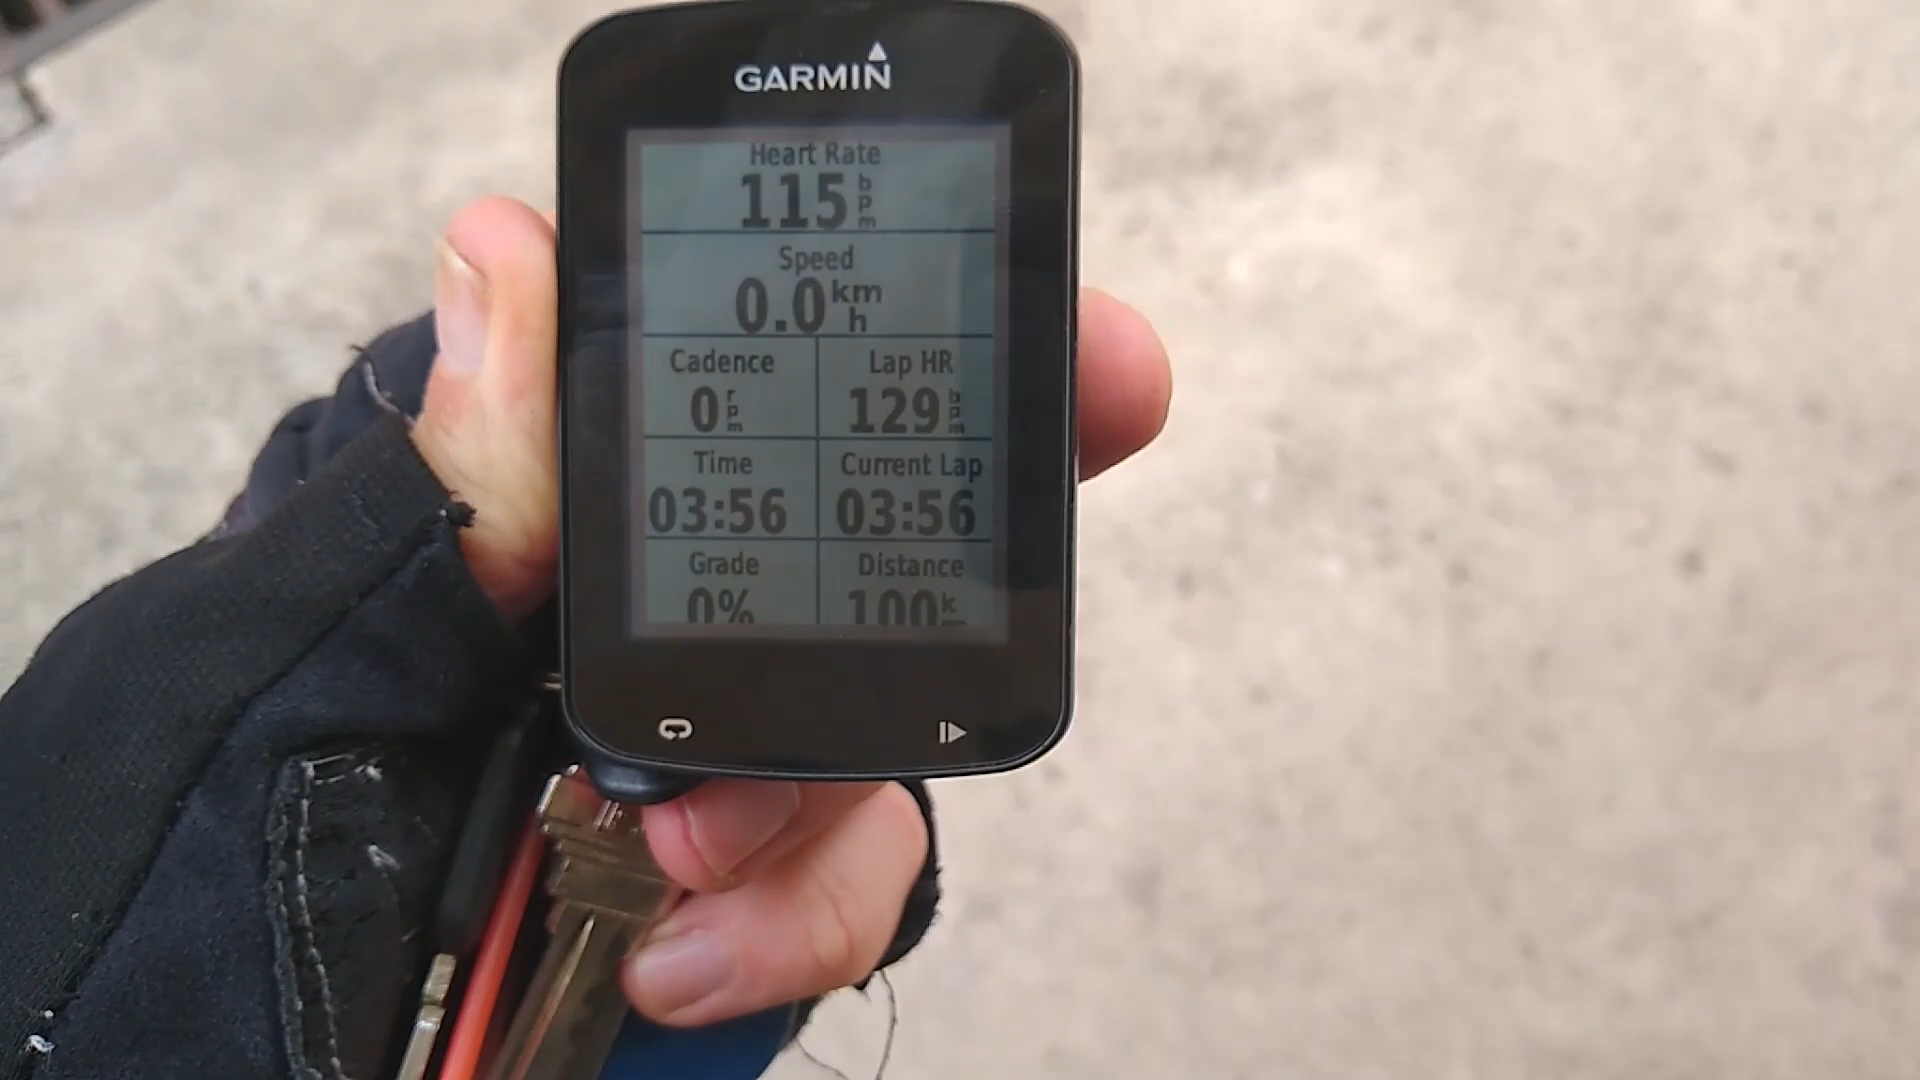 GARMIN
Heart Rate
115 bpm
Speed
0.0 km h
Cadence Lap HR
0 rpm 129 bpm
Time Current Lap
03:56 03:56
Grade Distance
0% 100 k